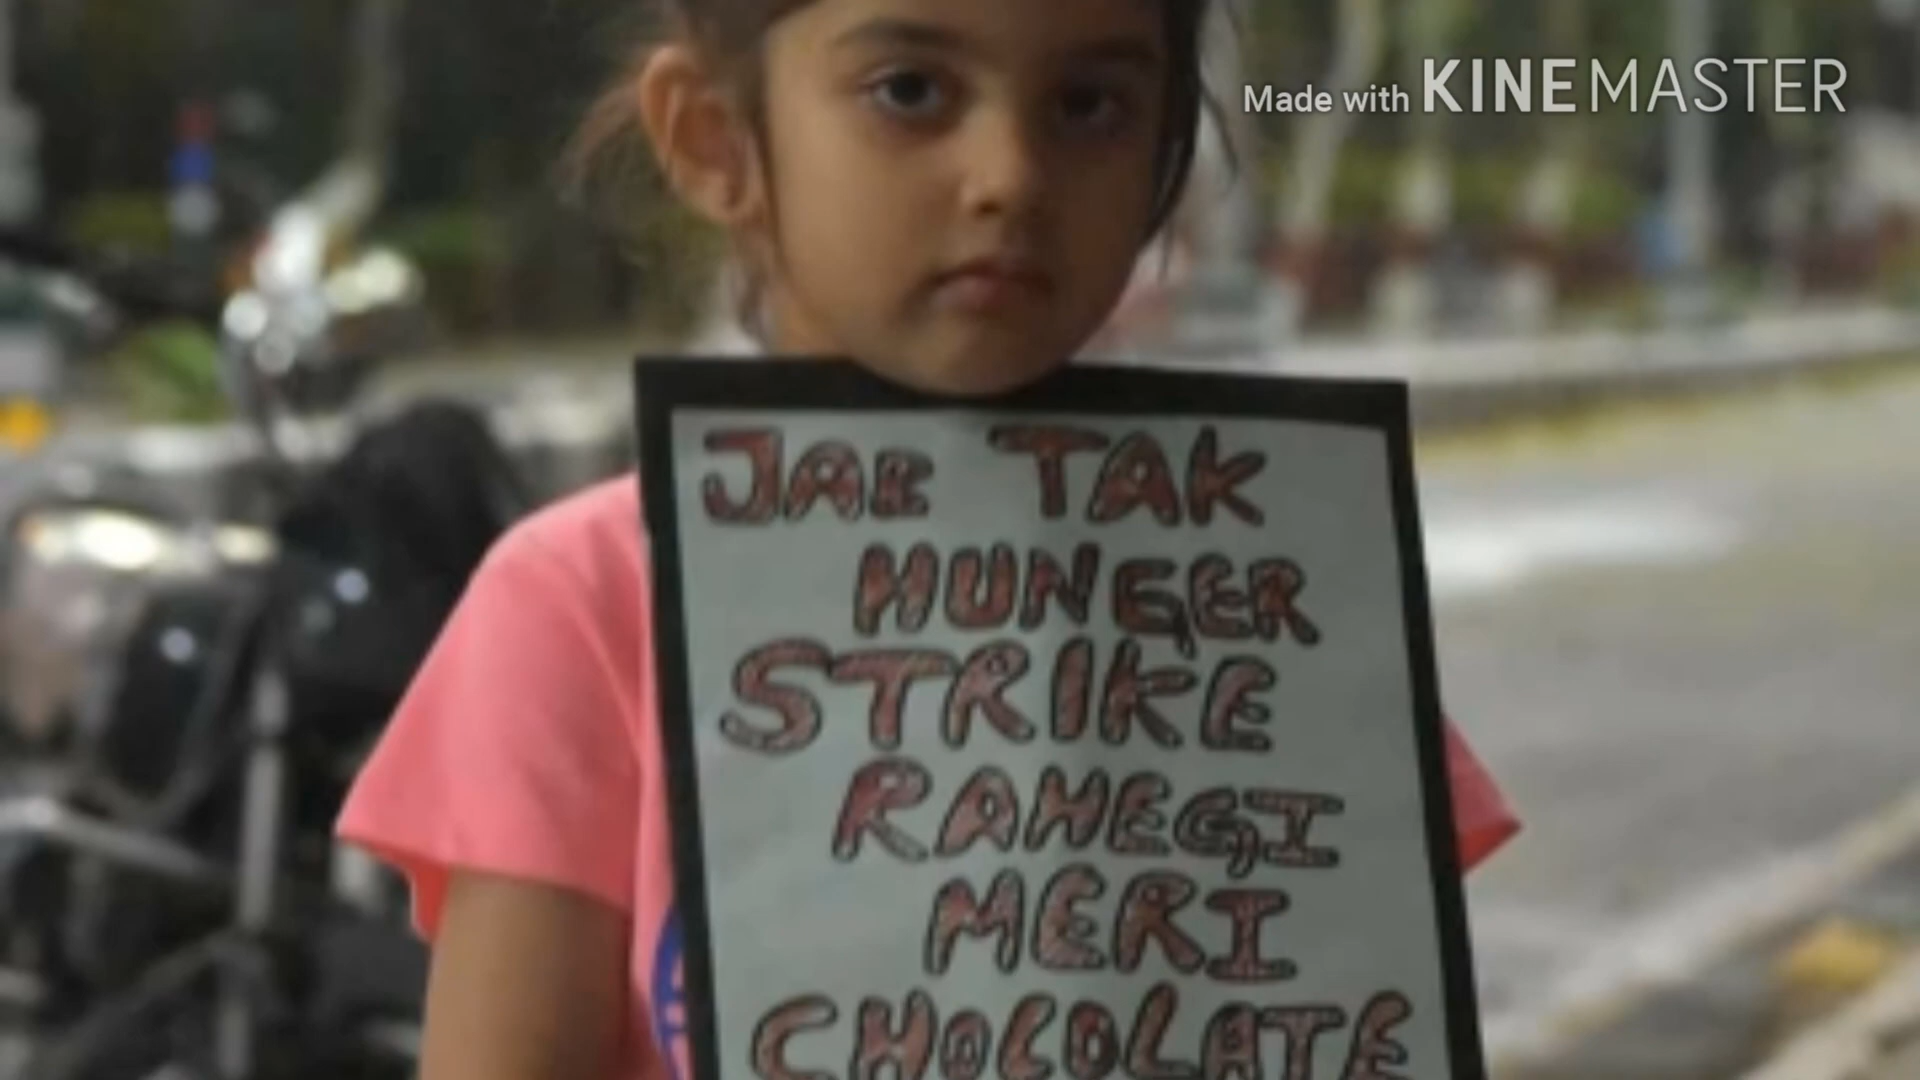 Made with KINEMASTER
JAB TAK
HUNGER
STRIKE
RAHEGI
MERI
CHOCOLATE